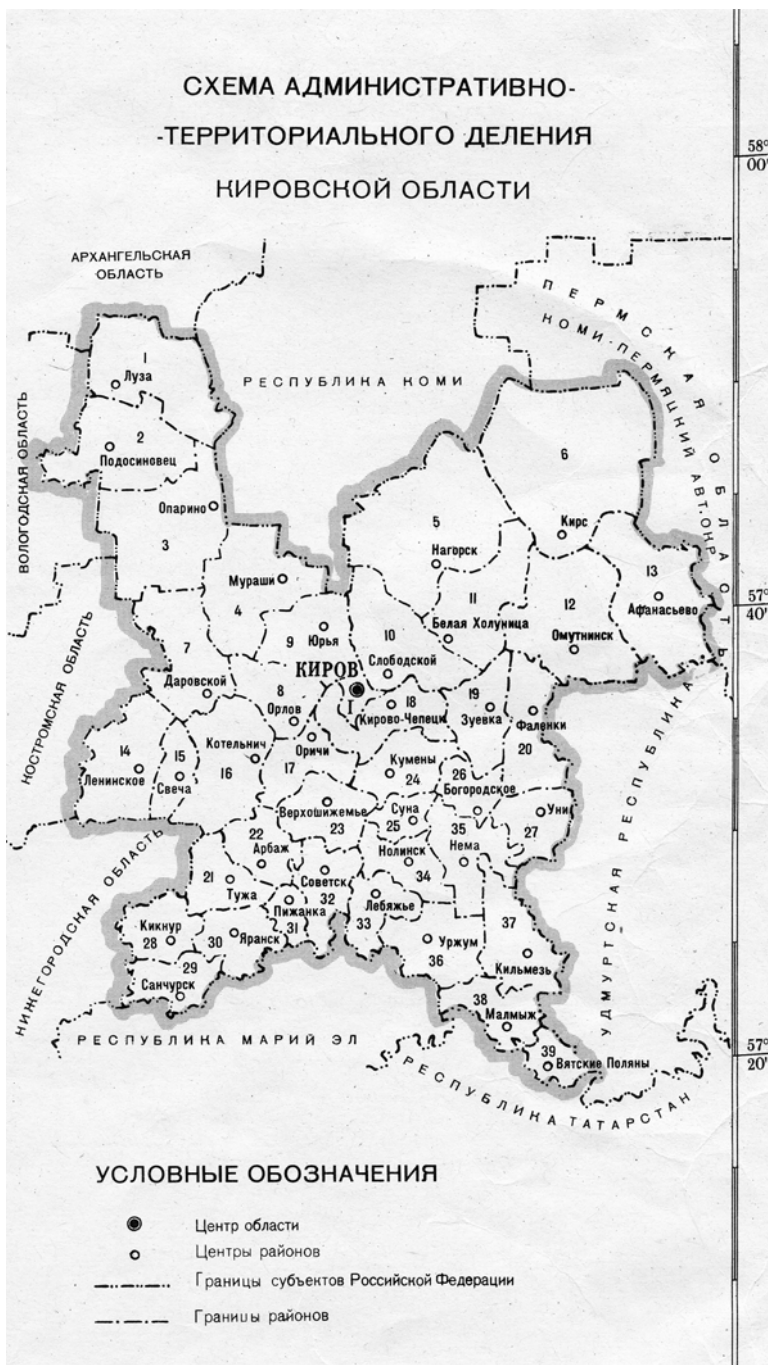 СХЕМА АДМИНИСТРАТИВНО-
-ТЕРРИТОРИАЛЬНОГО ДЕЛЕНИЯ
КИРОВСКОЙ ОБЛАСТИ
58°
00'
АРХАНГЕЛЬСКАЯ
ОБЛАСТЬ
ПЕРМСКАЯ ОБЛАСТЬ
КОМИ-ПЕРМЯЦКИЙ АВТ.ОКР.
РЕСПУБЛИКА КОМИ
ВОЛОГОДСКАЯ ОБЛАСТЬ
1
Луза
2
Подосиновец
6
Опарино
3
5
Кирс
Нагорск
13
Мураши
4
11
12
Афанасьево
57°
40'
9
Юрья
10
Белая Холуница
Омутнинск
7
КИРОВ
Слободской
Даровской
8
I
18
19
Орлов
Кирово-Чепецк
Зуевка
Фаленки
КОСТРОМСКАЯ ОБЛАСТЬ
14
15
Котельнич
Оричи
20
Ленинское
Свеча
16
17
Кумены
24
26
Богородское
Верхошижемье
23
Суна
25
35
Уни
27
22
Арбаж
Нолинск
Нема
21
Тужа
Советск
34
Пижанка
32
Лебяжье
Кикнур
28
30
Яранск
31
33
37
Уржум
36
29
Кильмезь
Санчурск
38
Малмыж
39
Вятские Поляны
НИЖЕГОРОДСКАЯ ОБЛАСТЬ
УДМУРТСКАЯ РЕСПУБЛИКА
РЕСПУБЛИКА МАРИЙ ЭЛ
РЕСПУБЛИКА ТАТАРСТАН
57°
20'
УСЛОВНЫЕ ОБОЗНАЧЕНИЯ
Центр области
Центры районов
Границы субъектов Российской Федерации
Границы районов